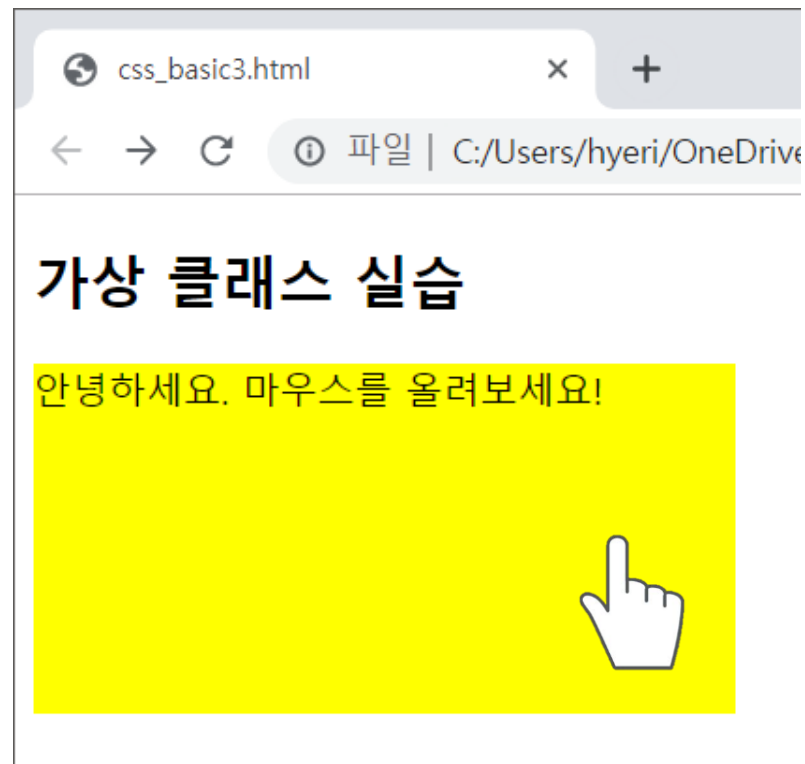 css_basic3.html
파일 | C:/Users/hyeri/OneDrive
가상 클래스 실습
안녕하세요. 마우스를 올려보세요!